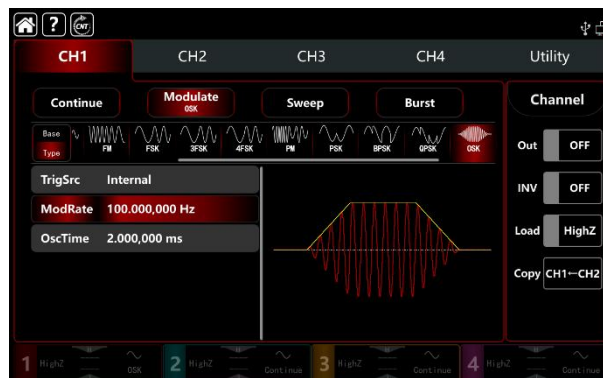 ? CNT
CH1 CH2 CH3 CH4 Utility
Continue Modulate OSK Sweep Burst Channel
Base Type FM FSK 3FSK 4FSK PM PSK BPSK QPSK OSK
Out OFF
TrigSrc Internal
INV OFF
ModRate 100.000,000 Hz
Load HighZ
OscTime 2.000,000 ms
Copy CH1←CH2
1 HighZ OSK 2 HighZ Continue 3 HighZ Continue 4 HighZ Continue